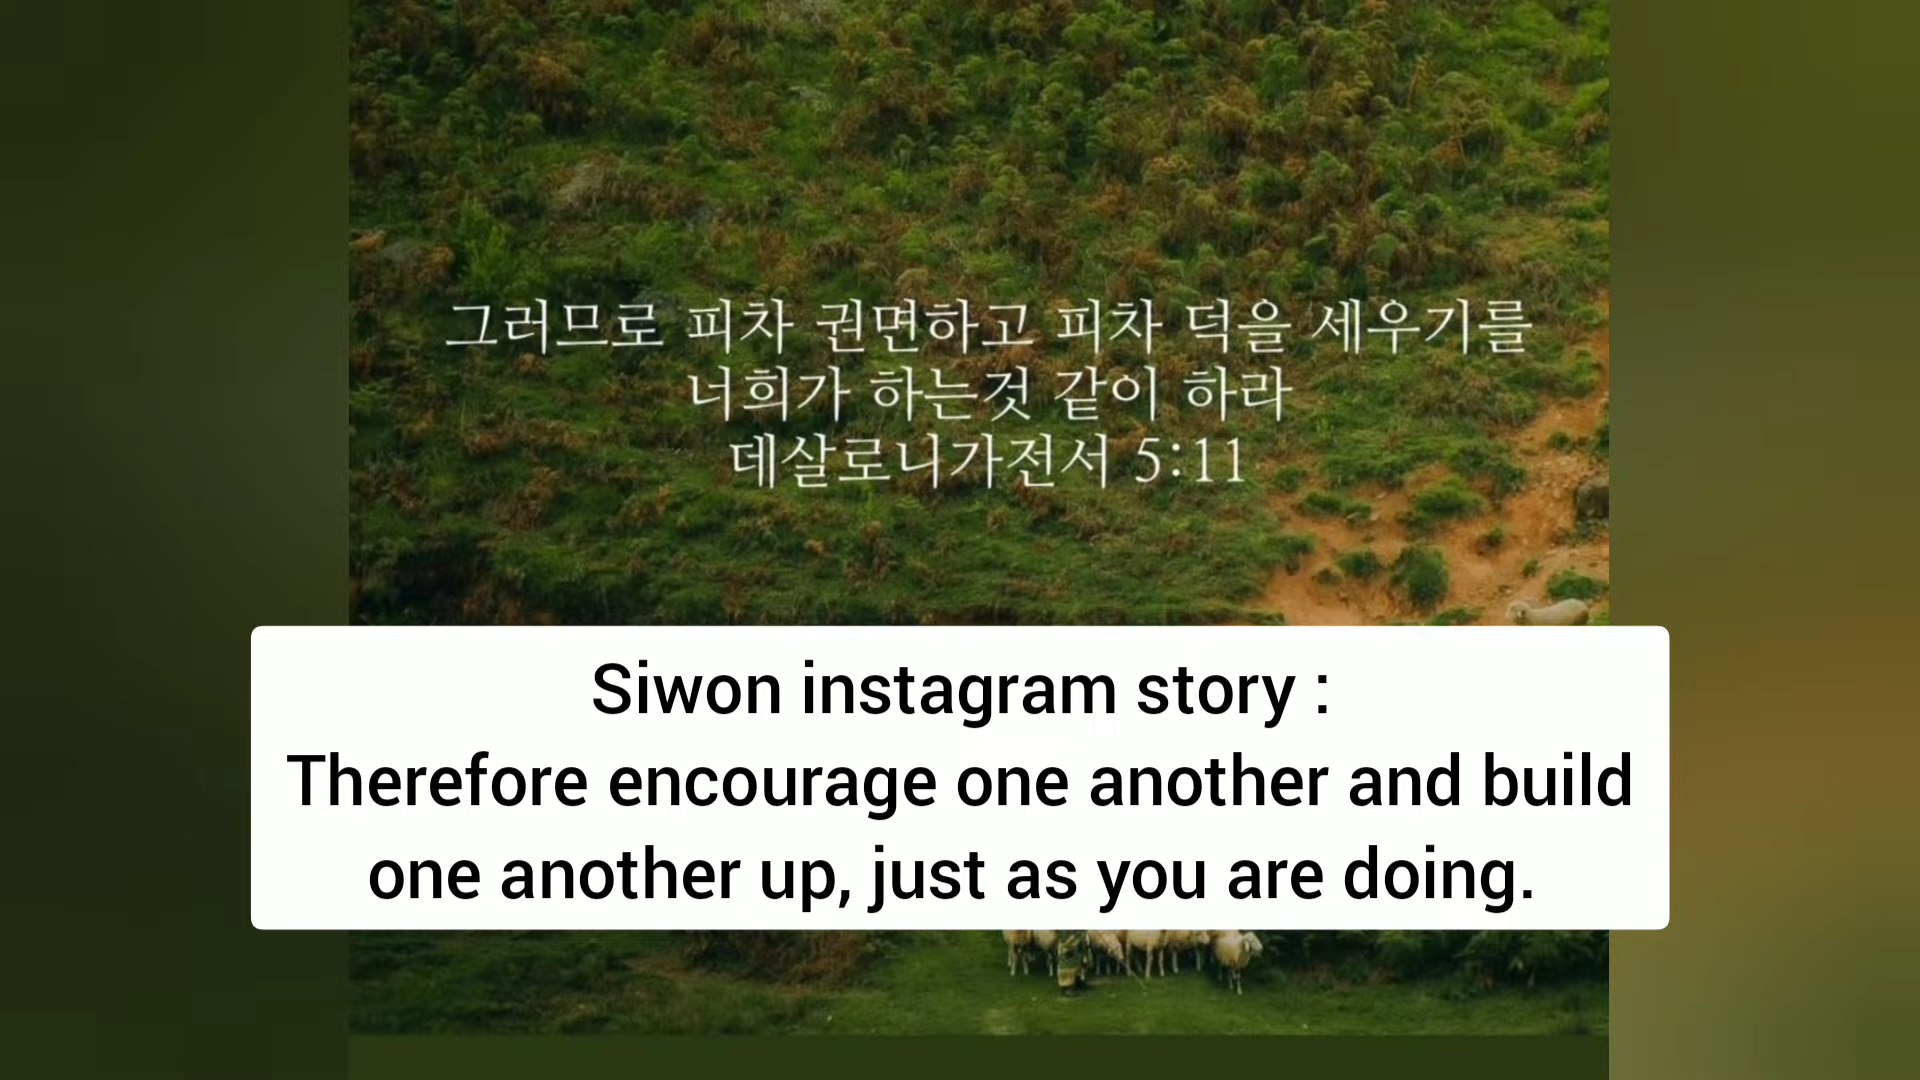 그러므로 피차 권면하고 피차 덕을 세우기를
너희가 하는것 같이 하라
데살로니가전서 5:11
Siwon instagram story :
Therefore encourage one another and build
one another up, just as you are doing.